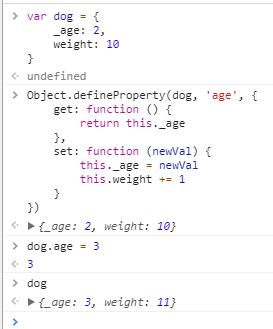 > var dog = {
    _age: 2,
    weight: 10
}
< undefined
> Object.defineProperty(dog, 'age', {
    get: function () {
        return this._age
    },
    set: function (newVal) {
        this._age = newVal
        this.weight += 1
    }
})
< ▶ {_age: 2, weight: 10}
> dog.age = 3
< 3
> dog
< ▶ {_age: 3, weight: 11}
>